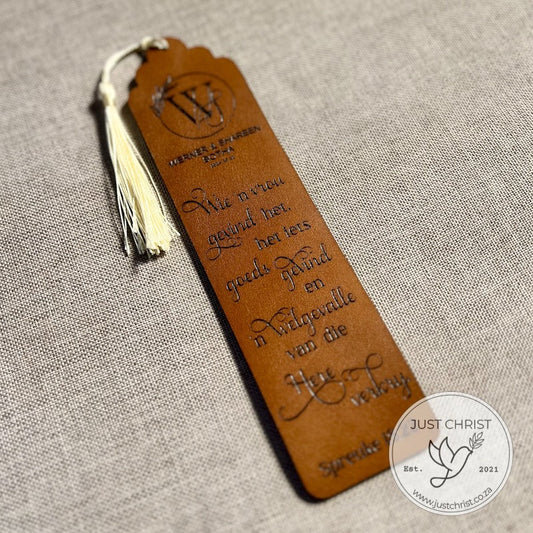 W
WERNER & SHAREEN
BOTHA
Wie 'n vrou
gevind het,
het iets
goeds gevind
en
'n welgevalle
van die
Here verkry
Spreuke
JUST CHRIST
Est. 2021
www.justchrist.co.za